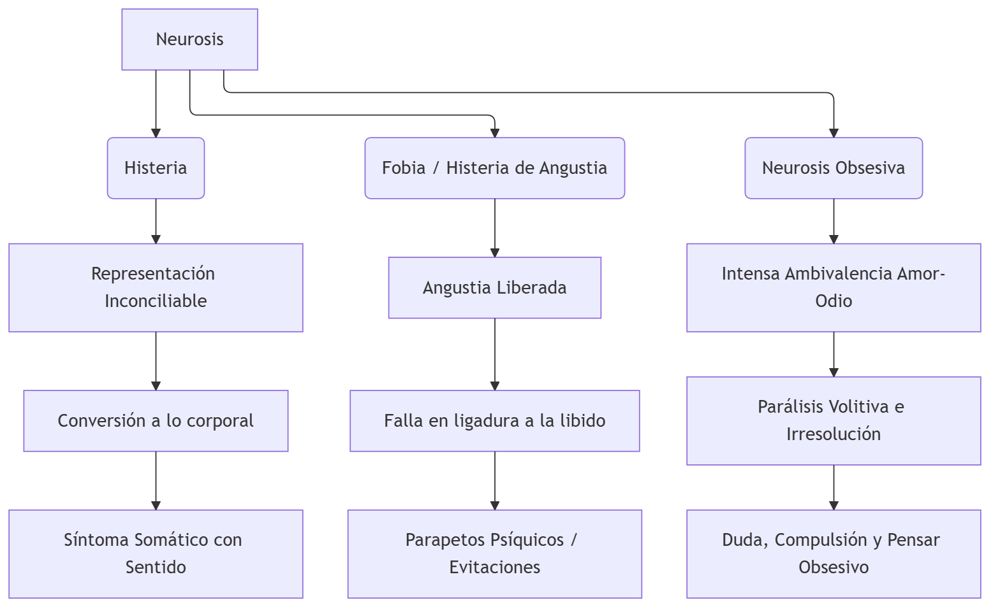 Neurosis
Histeria
Fobia / Histeria de Angustia
Neurosis Obsesiva
Representación
Inconciliable
Angustia Liberada
Intensa Ambivalencia Amor-
Odio
Conversión a lo corporal
Falla en ligadura a la libido
Parálisis Volitiva e
Irresolución
Síntoma Somático con
Sentido
Parapetos Psíquicos /
Evitaciones
Duda, Compulsión y Pensar
Obsesivo